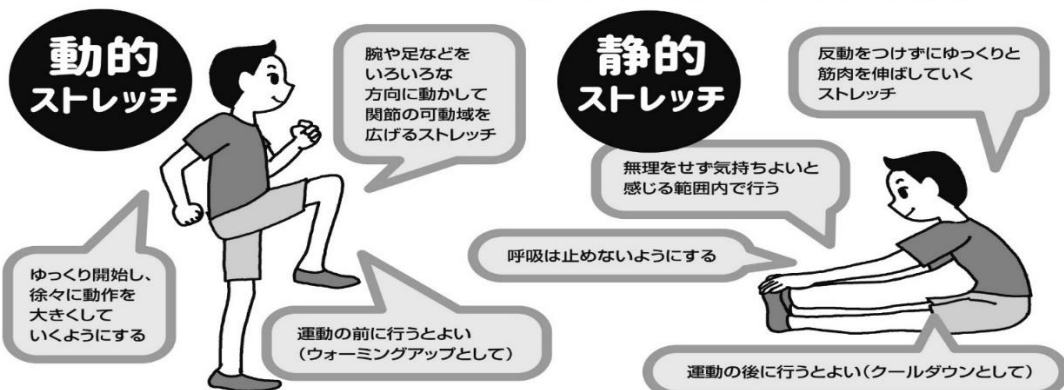 動的
ストレッチ
腕や足などを
いろいろな
方向に動かして
関節の可動域を
広げるストレッチ
ゆっくり開始し、
徐々に動作を
大きくして
いくようにする
運動の前に行うとよい
(ウォーミングアップとして)
静的
ストレッチ
反動をつけずにゆっくりと
筋肉を伸ばしていく
ストレッチ
無理をせず気持ちよいと
感じる範囲内で行う
呼吸は止めないようにする
運動の後に行うとよい(クールダウンとして)